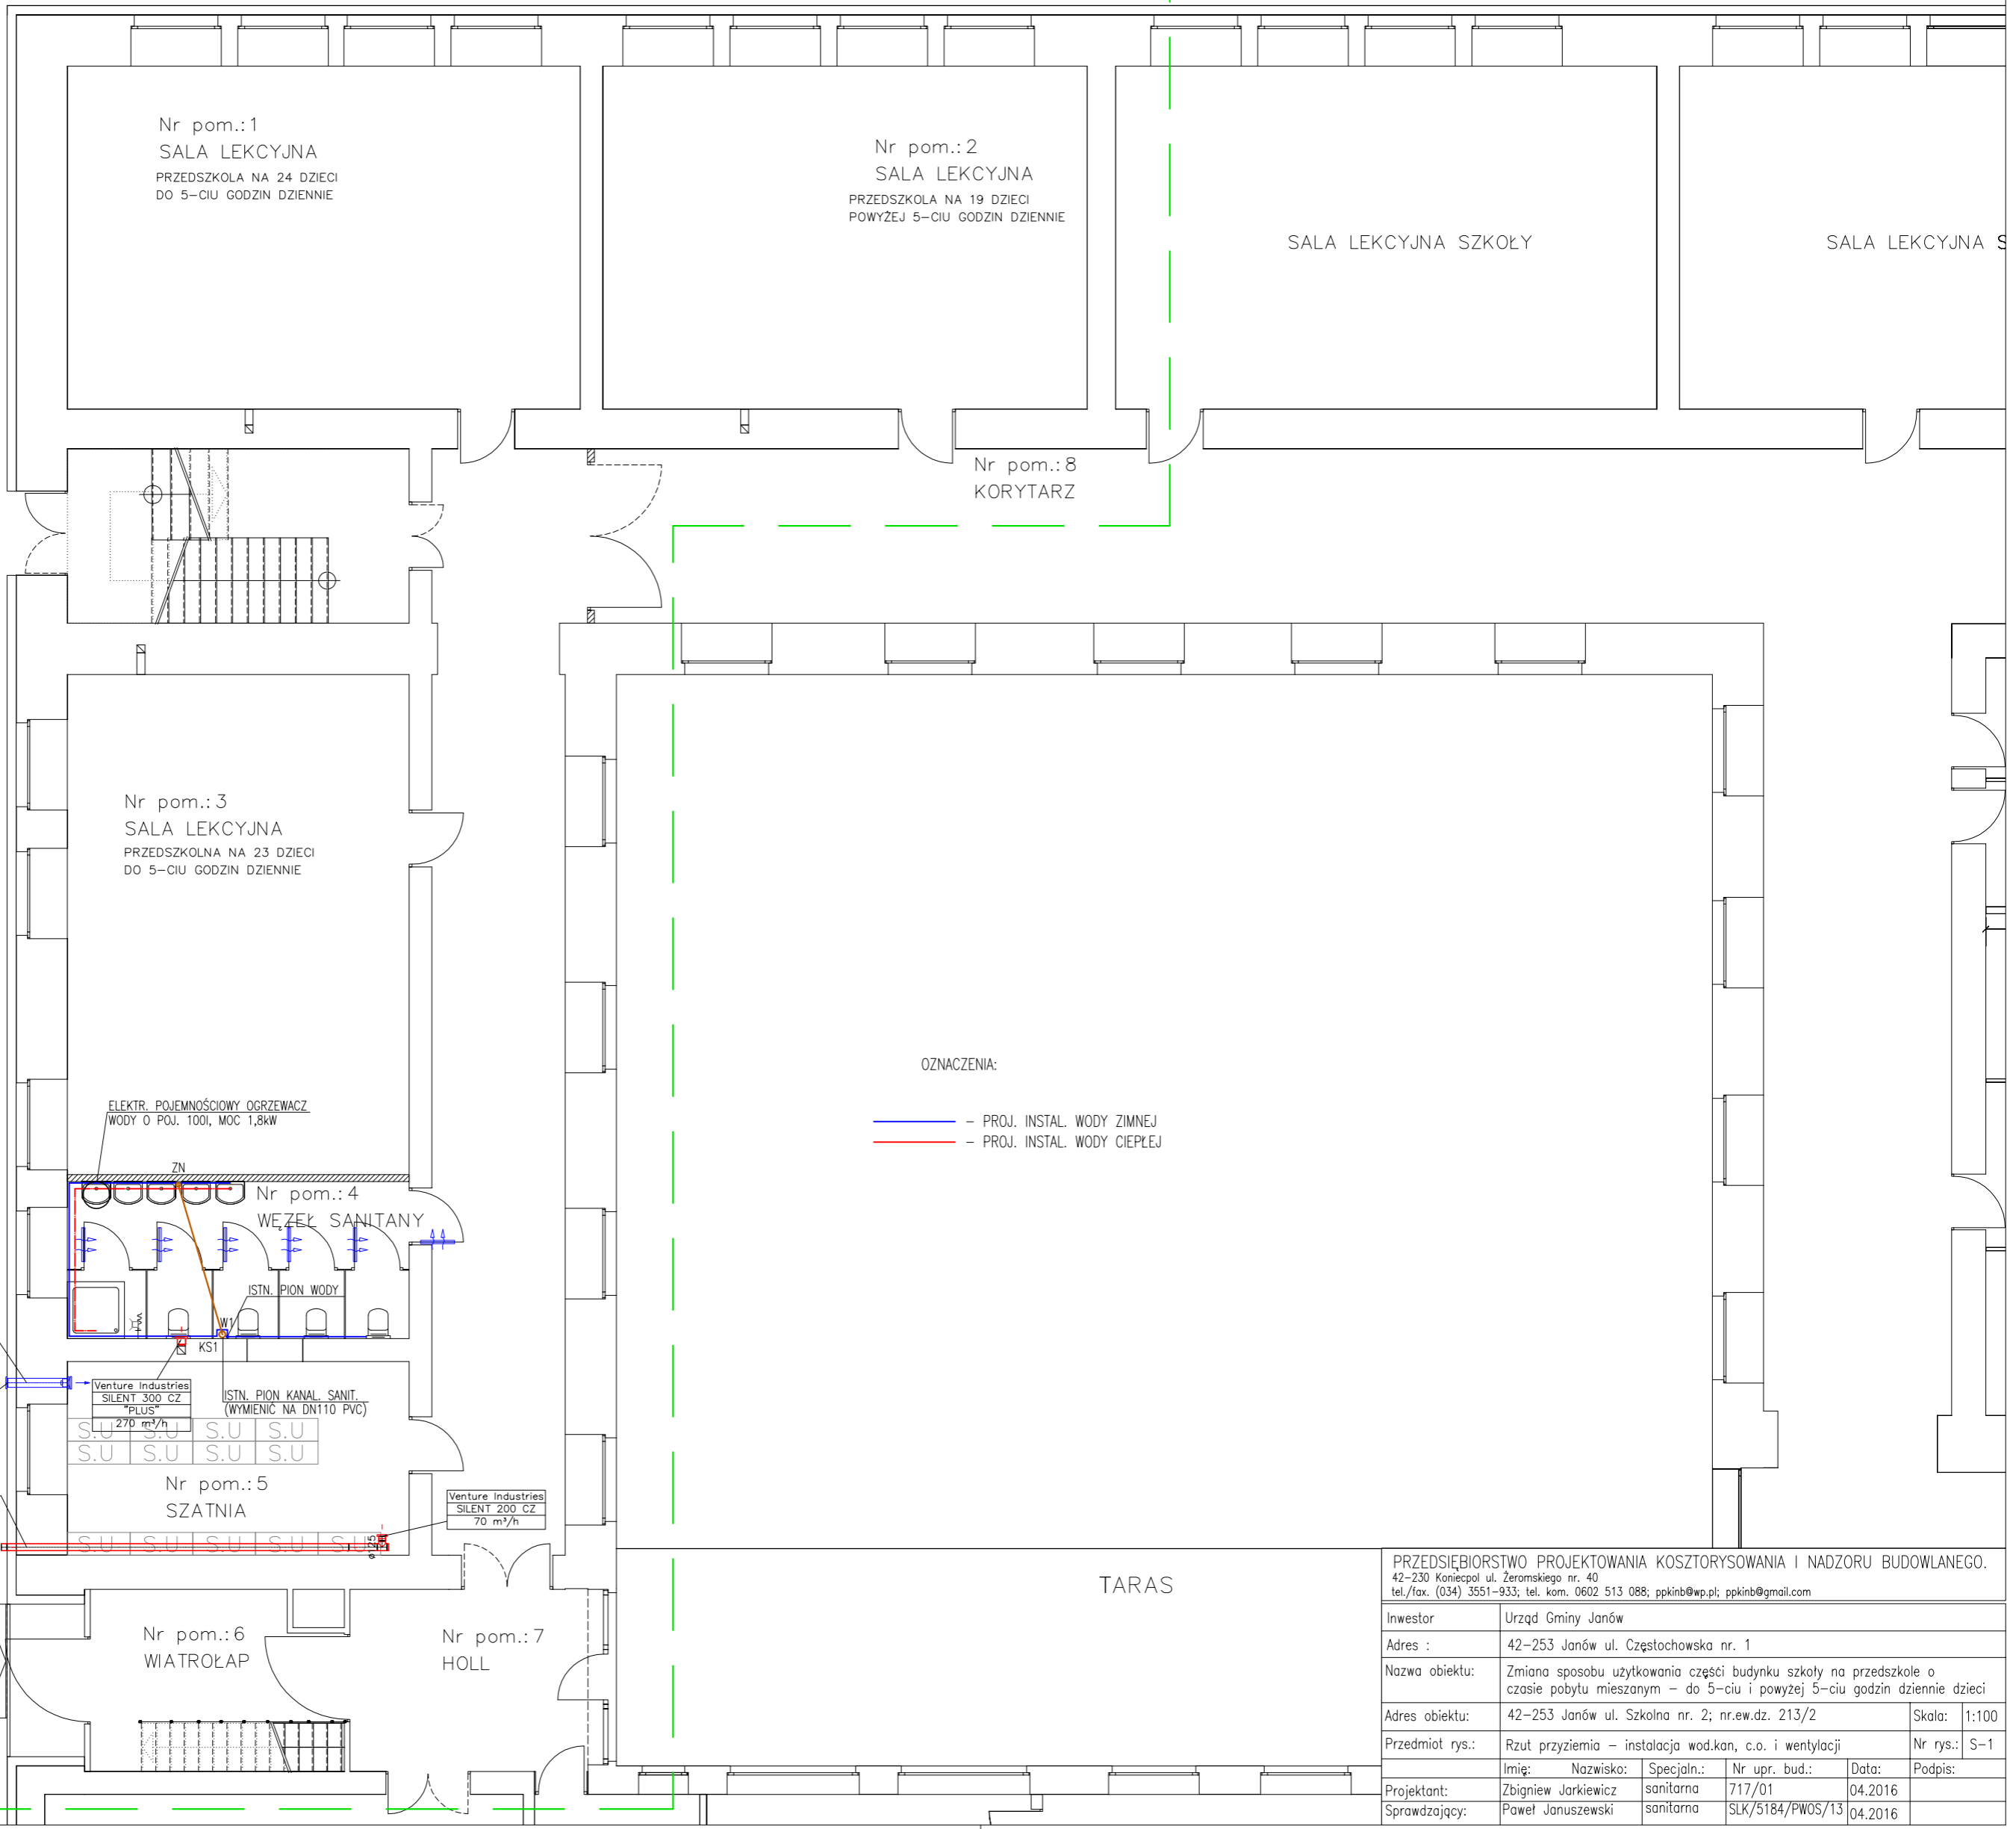 Nr pom.:1
SALA LEKCYJNA
PRZEDSZKOLA NA 24 DZIECI
DO 5-CIU GODZIN DZIENNIE
Nr pom.:2
SALA LEKCYJNA
PRZEDSZKOLA NA 19 DZIECI
POWYŻEJ 5-CIU GODZIN DZIENNIE
SALA LEKCYJNA SZKOŁY
SALA LEKCYJNA S
Nr pom.:8
KORYTARZ
Nr pom.:3
SALA LEKCYJNA
PRZEDSZKOLNA NA 23 DZIECI
DO 5-CIU GODZIN DZIENNIE
OZNACZENIA:
- PROJ. INSTAL. WODY ZIMNEJ
- PROJ. INSTAL. WODY CIEPŁEJ
ELEKTR. POJEMNOŚCIOWY OGRZEWACZ
WODY O POJ. 100l, MOC 1,8kW
ZN
Nr pom.:4
WĘZEŁ SANITANY
ISTN. PION WODY
W1
KS1
Venture Industries
SILENT 300 CZ
"PLUS"
270 m³/h
ISTN. PION KANAL. SANIT.
(WYMIENIĆ NA DN110 PVC)
S.U S.U S.U S.U
S.U S.U S.U S.U
Nr pom.:5
SZATNIA
Venture Industries
SILENT 200 CZ
70 m³/h
S.U S.U S.U S.U S.U
ø125
Nr pom.:6
WIATROŁAP
Nr pom.:7
HOLL
TARAS
PRZEDSIĘBIORSTWO PROJEKTOWANIA KOSZTORYSOWANIA I NADZORU BUDOWLANEGO.
42-230 Koniecpol ul. Żeromskiego nr. 40
tel./fax. (034) 3551-933; tel. kom. 0602 513 088; ppkinb@wp.pl; ppkinb@gmail.com
Inwestor Urząd Gminy Janów
Adres : 42-253 Janów ul. Częstochowska nr. 1
Nazwa obiektu: Zmiana sposobu użytkowania części budynku szkoły na przedszkole o
czasie pobytu mieszanym - do 5-ciu i powyżej 5-ciu godzin dziennie dzieci
Adres obiektu: 42-253 Janów ul. Szkolna nr. 2; nr.ew.dz. 213/2 Skala: 1:100
Przedmiot rys.: Rzut przyziemia - instalacja wod.kan, c.o. i wentylacji Nr rys.: S-1
Imię: Nazwisko: Specjaln.: Nr upr. bud.: Data: Podpis:
Projektant: Zbigniew Jarkiewicz sanitarna 717/01 04.2016
Sprawdzający: Paweł Januszewski sanitarna SLK/5184/PWOS/13 04.2016